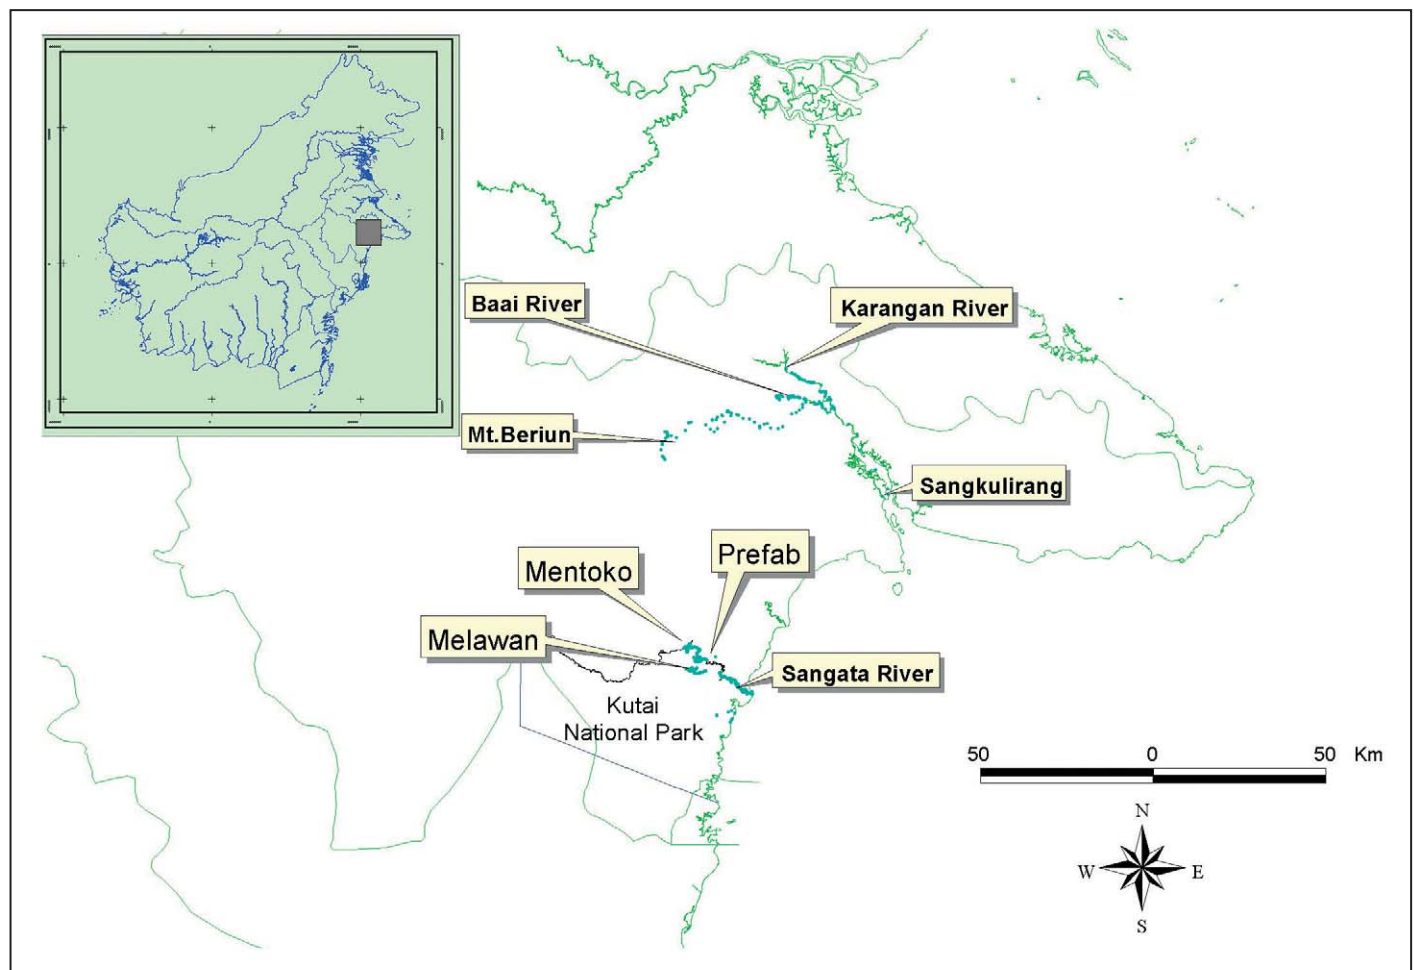 Baai River
Karangan River
Mt.Beriun
Sangkulirang
Mentoko
Prefab
Melawan
Sangata River
Kutai
National Park
50 0 50 Km
N
W E
S